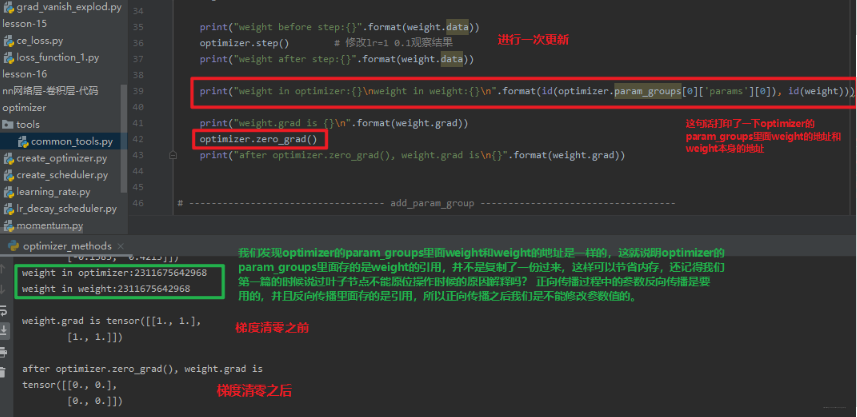 grad_vanish_explod.py
lesson-15
ce_loss.py
loss_function_1.py
lesson-16
nn网络层-卷积层-代码
optimizer
tools
common_tools.py
create_optimizer.py
create_scheduler.py
learning_rate.py
lr_decay_scheduler.py
momentum.py
34
35 print("weight before step:{}".format(weight.data))
36 optimizer.step() # 修改lr=1 0.1观察结果
进行一次更新
37 print("weight after step:{}".format(weight.data))
38
39 print("weight in optimizer:{}\nweight in weight:{}\n".format(id(optimizer.param_groups[0]['params'][0]), id(weight)))
40
41 print("weight.grad is {}\n".format(weight.grad))
42 optimizer.zero_grad()
43 print("after optimizer.zero_grad(), weight.grad is\n{}".format(weight.grad))
这句话打印了一下optimizer的
param_groups里面weight的地址和
weight本身的地址
44
45
46 # -------------------------------- add_param_group --------------------------------
optimizer_methods
weight in optimizer:2311675642968
weight in weight:2311675642968
我们发现optimizer的param_groups里面weight和weight的地址是一样的，这就说明optimizer的
param_groups里面存的是weight的引用，并不是复制了一份过来，这样可以节省内存，还记得我们
第一篇的时候说过叶子节点不能原位操作时候的原因解释吗？ 正向传播过程中的参数反向传播是要
用的，并且反向传播里面存的是引用，所以正向传播之后我们是不能修改参数值的。
weight.grad is tensor([[1., 1.],
[1., 1.]])
梯度清零之前
after optimizer.zero_grad(), weight.grad is
tensor([[0., 0.],
[0., 0.]])
梯度清零之后